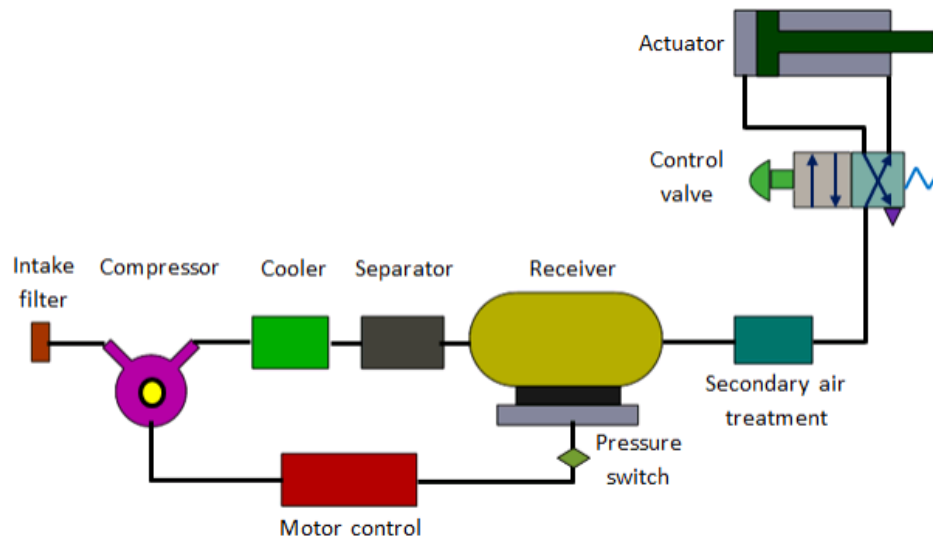 Actuator
Control
valve
Intake
filter
Compressor
Cooler
Separator
Receiver
Secondary air
treatment
Pressure
switch
Motor control